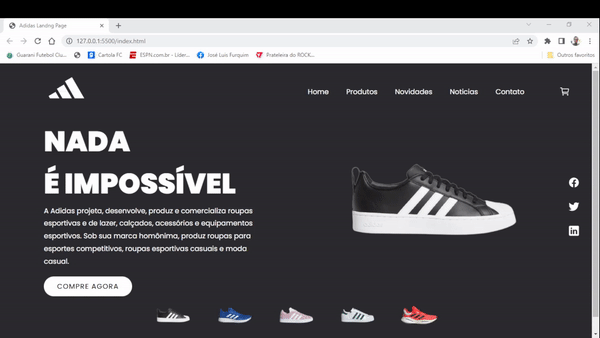 Adidas Landing Page
127.0.0.1:5500/index.html
Guarani Futebol Clu...
Cartola FC
ESPN.com.br - Líder...
José Luis Furquim
Prateleira do ROCK...
Outros favoritos
Home
Produtos
Novidades
Notícias
Contato
NADA
É IMPOSSÍVEL
A Adidas projeta, desenvolve, produz e comercializa roupas
esportivas e de lazer, calçados, acessórios e equipamentos
esportivos. Sob sua marca homônima, produz roupas para
esportes competitivos, roupas esportivas casuais e moda
casual.
COMPRE AGORA